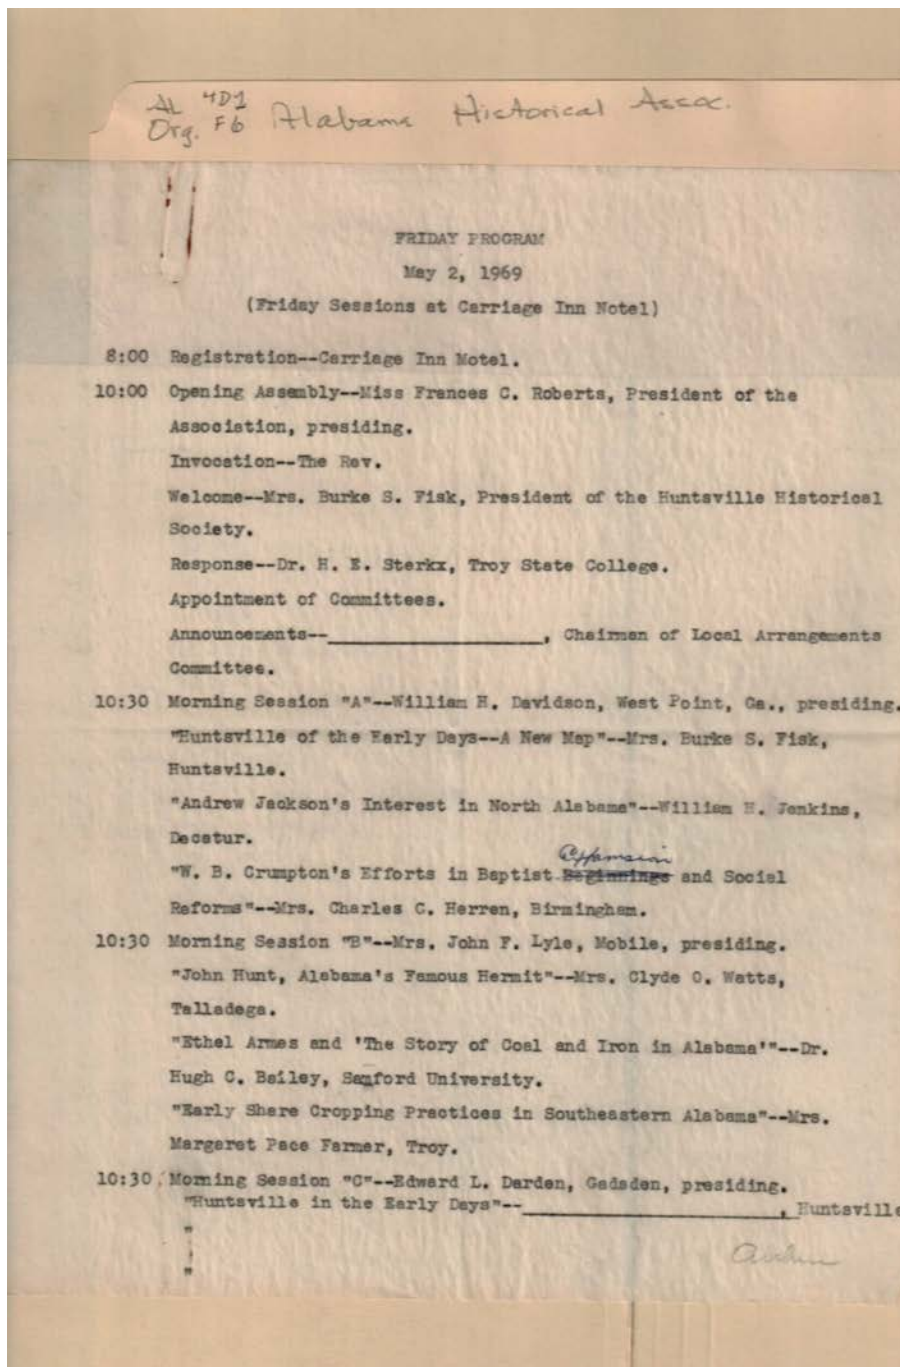 AL 4D1
Org. F6 Alabama Historical Assoc.
FRIDAY PROGRAM
May 2, 1969
(Friday Sessions at Carriage Inn Notel)
8:00 Registration--Carriage Inn Motel.
10:00 Opening Assembly--Miss Frances C. Roberts, President of the
Association, presiding.
Invocation--The Rev.
Welcome--Mrs. Burke S. Fisk, President of the Huntsville Historical
Society.
Response--Dr. H. E. Sterkx, Troy State College.
Appointment of Committees.
Announcements--____________________, Chairman of Local Arrangements
Committee.
10:30 Morning Session "A"--William H. Davidson, West Point, Ga., presiding.
"Huntsville of the Early Days--A New Map"--Mrs. Burke S. Fisk,
Huntsville.
"Andrew Jackson's Interest in North Alabama"--William H. Jenkins,
Decatur.
Expansion
"W. B. Crumpton's Efforts in Baptist Beginnings and Social
Reforms"--Mrs. Charles C. Herren, Birmingham.
10:30 Morning Session "B"--Mrs. John F. Lyle, Mobile, presiding.
"John Hunt, Alabama's Famous Hermit"--Mrs. Clyde O. Watts,
Talladega.
"Ethel Armes and 'The Story of Coal and Iron in Alabama'"--Dr.
Hugh C. Bailey, Samford University.
"Early Share Cropping Practices in Southeastern Alabama"--Mrs.
Margaret Pace Farmer, Troy.
10:30 Morning Session "C"--Edward L. Darden, Gadsden, presiding.
"Huntsville in the Early Days"--_________________________, Huntsville
"
"